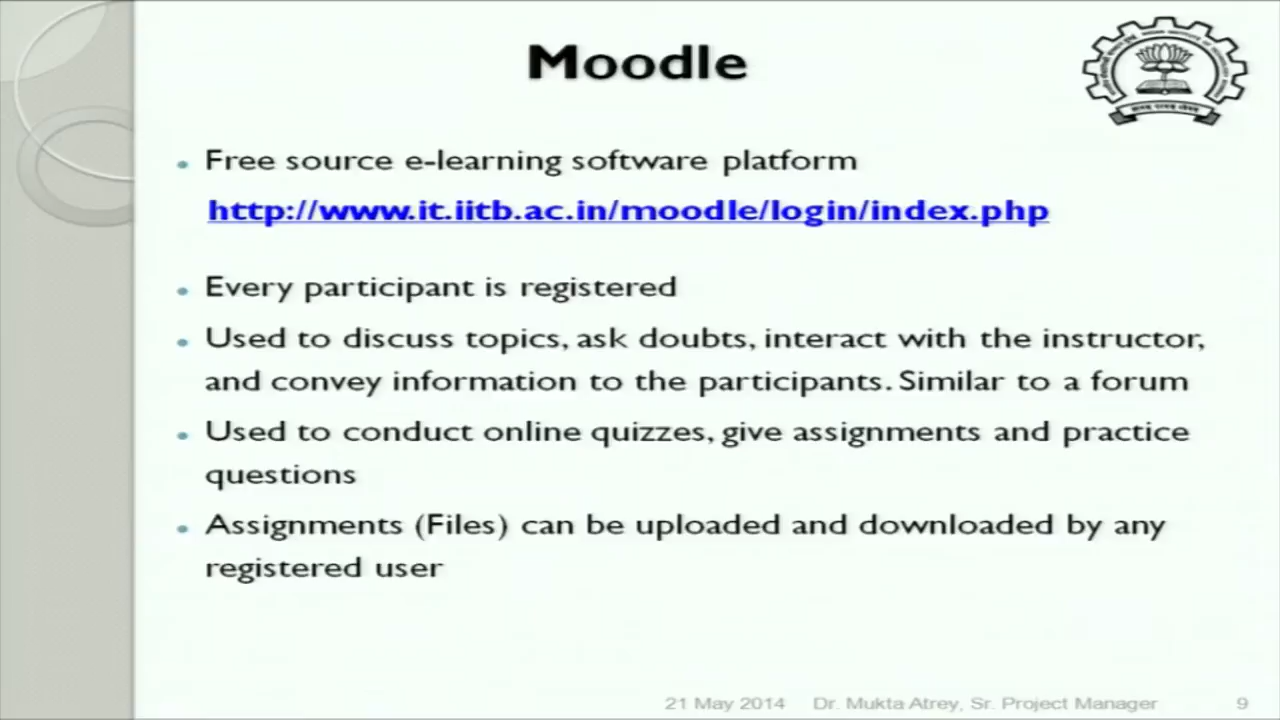 Moodle
Free source e-learning software platform
http://www.it.iitb.ac.in/moodle/login/index.php
Every participant is registered
Used to discuss topics, ask doubts, interact with the instructor,
and convey information to the participants. Similar to a forum
Used to conduct online quizzes, give assignments and practice
questions
Assignments (Files) can be uploaded and downloaded by any
registered user
21 May 2014 Dr. Mukta Atrey, Sr. Project Manager 9